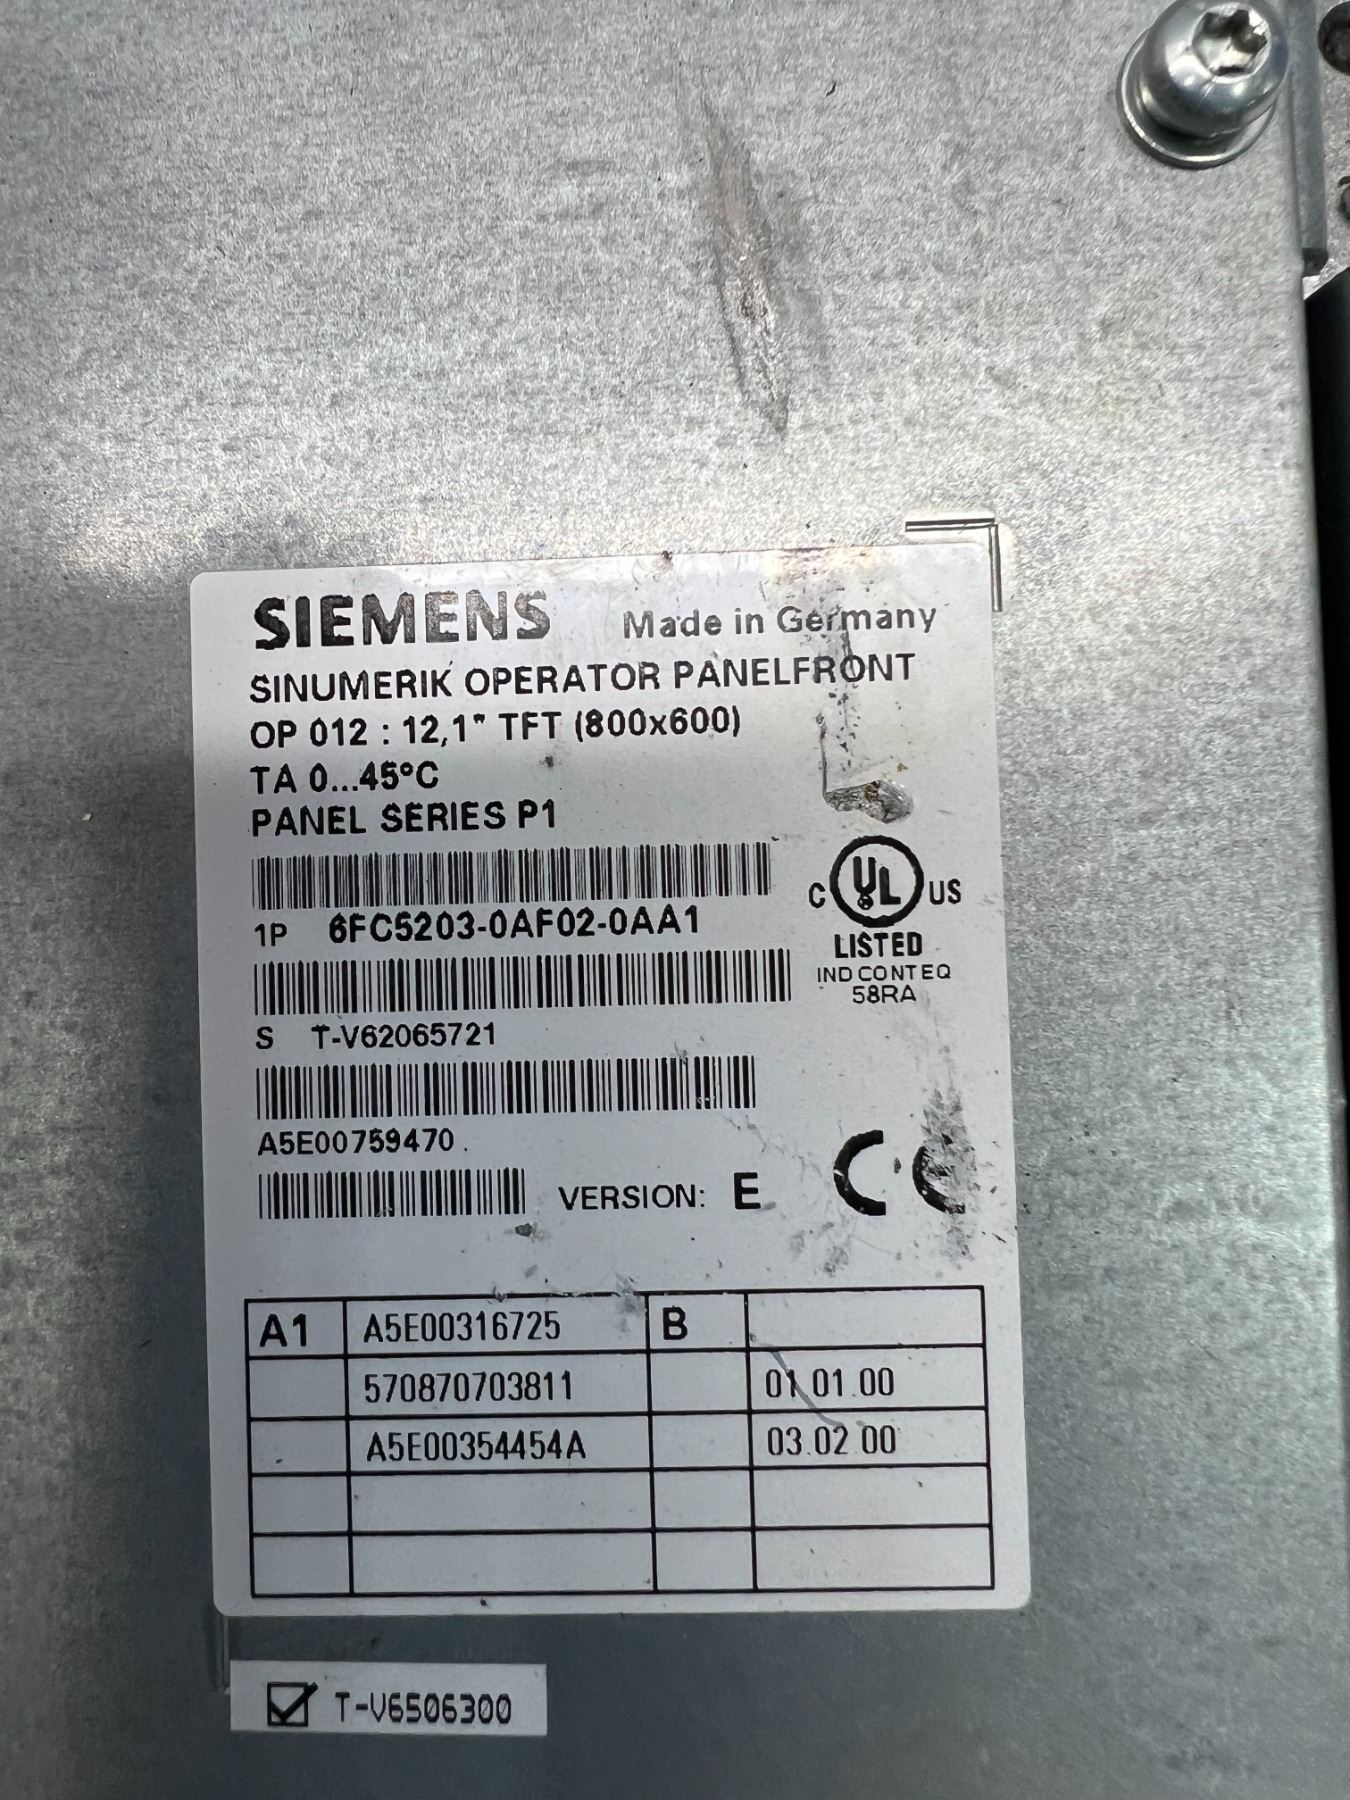 SIEMENS Made in Germany
SINUMERIK OPERATOR PANELFRONT
OP 012 : 12,1" TFT (800x600)
TA 0...45°C
PANEL SERIES P1
1P 6FC5203-0AF02-0AA1
C UL US
LISTED
IND CONT EQ
58RA
S T-V62065721
A5E00759470
VERSION: E CE
A1 A5E00316725 B
570870703811 01.01.00
A5E00354454A 03.02.00
T-V6506300